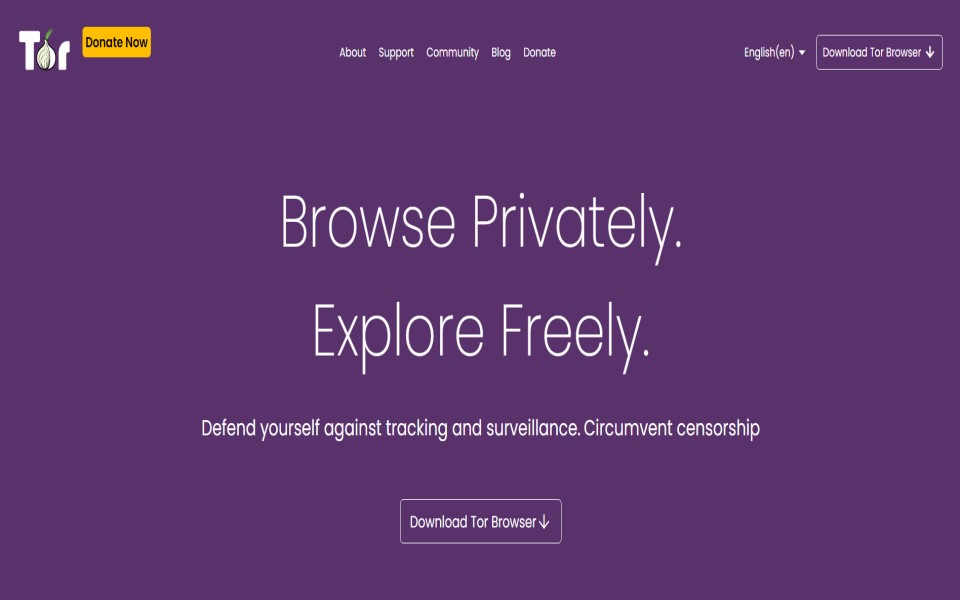 Tor
Donate Now
About Support Community Blog Donate
English(en)
Download Tor Browser
Browse Privately.
Explore Freely.
Defend yourself against tracking and surveillance. Circumvent censorship
Download Tor Browser